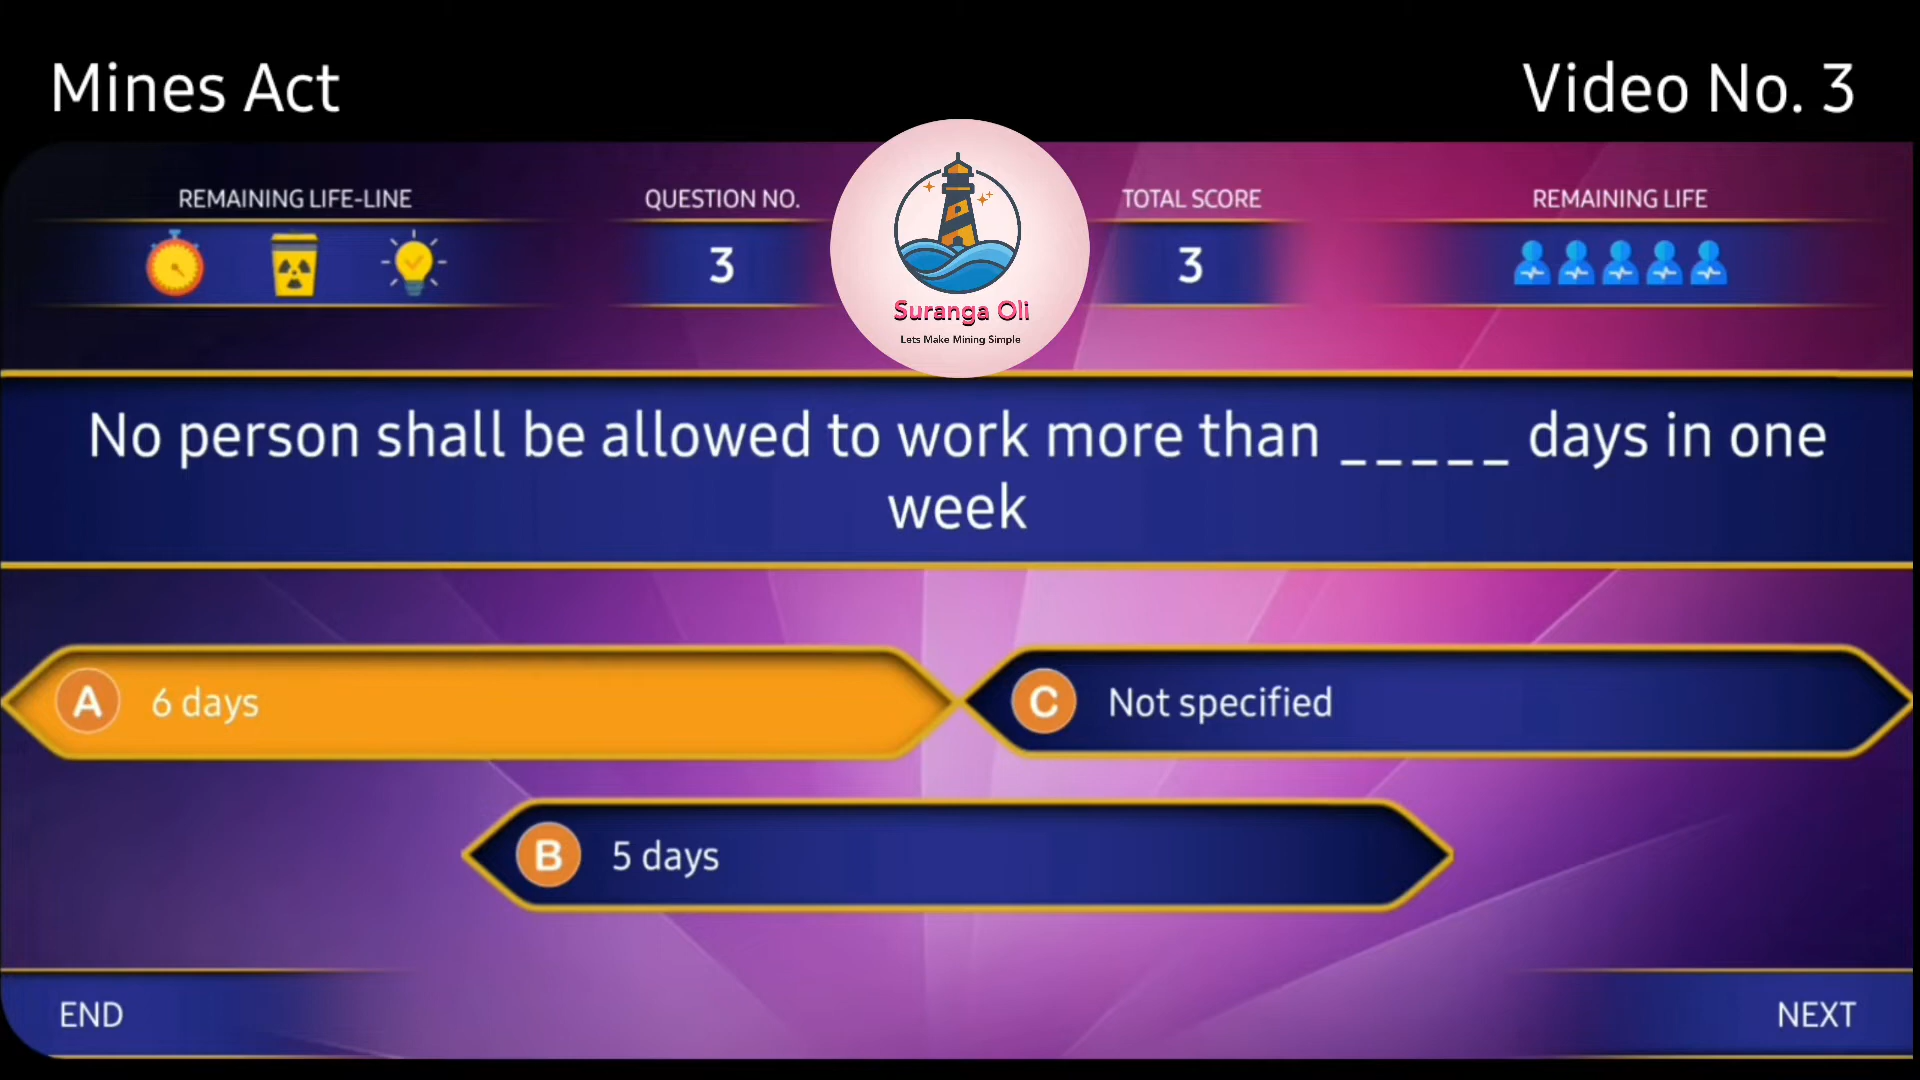 Mines Act
Video No. 3
REMAINING LIFE-LINE
QUESTION NO.
TOTAL SCORE
REMAINING LIFE
3
3
Suranga Oli
Lets Make Mining Simple
No person shall be allowed to work more than _____ days in one
week
A 6 days
C Not specified
B 5 days
END
NEXT